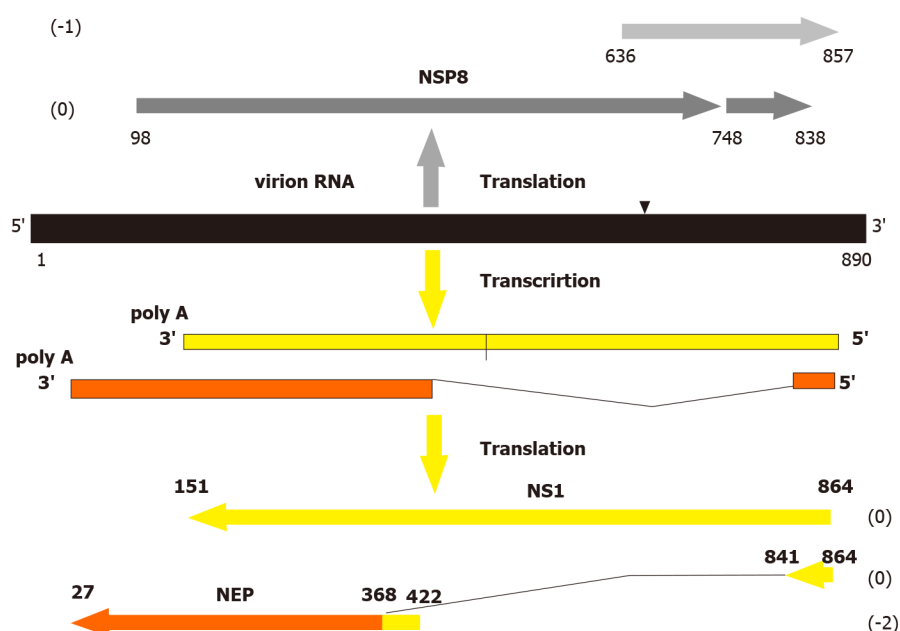 (-1)
636 857
NSP8
(0)
98 748 838
virion RNA Translation
5' 3'
1 890
Transcrirtion
poly A
3' 5'
poly A
3' 5'
Translation
151 NS1 864
(0)
841 864
(0)
27 NEP 368 422
(-2)